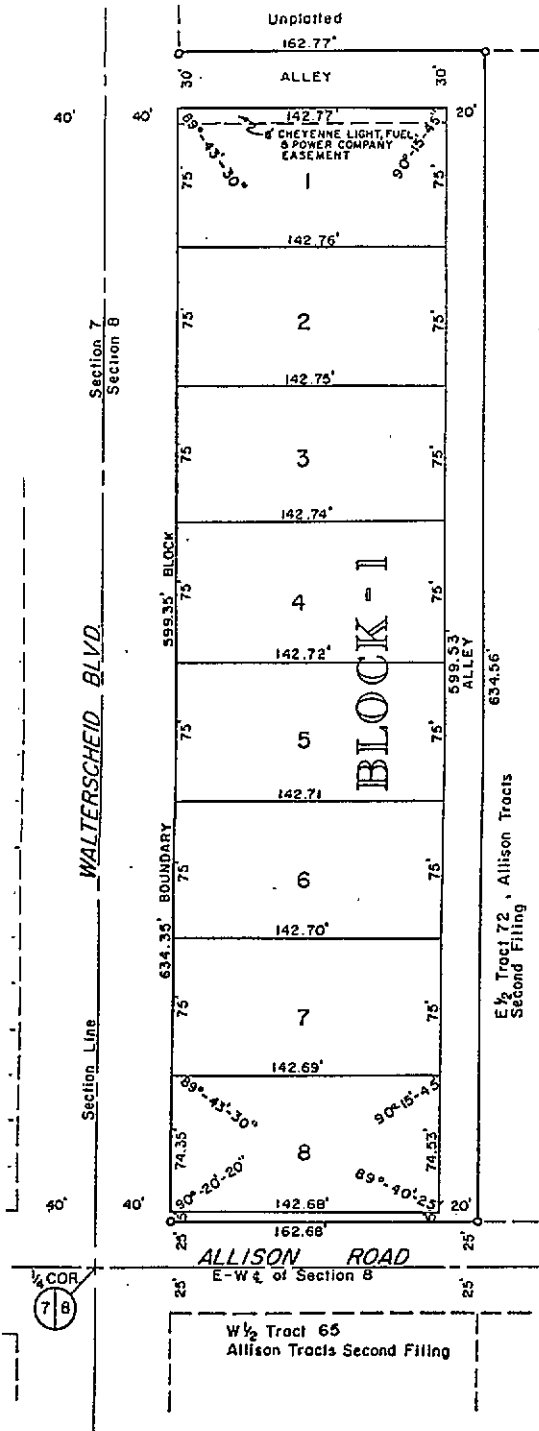 Unplatted
162.77'
30'
ALLEY
30'
40'
40'
142.77'
20'
89°-43'-30"
CHEYENNE LIGHT, FUEL
& POWER COMPANY
EASEMENT
90°-15'-45"
75'
1
75'
142.76'
Section 7
Section 8
75'
2
75'
142.75'
75'
3
75'
142.74'
599.35' BLOCK
75'
4
75'
BLOCK - 1
142.72'
599.53'
ALLEY
634.56'
WALTERSCHEID BLVD.
75'
5
75'
142.71
634.35' BOUNDARY
75'
6
75'
142.70'
E½ Tract 72, Allison Tracts
Second Filing
Section Line
75'
7
75'
142.69'
89°-43'-30"
90°-15'-45
74.35'
8
74.53'
90°-20'-20"
89°-40'25"
40'
40'
142.68'
20'
5'
5'
162.68'
25'
ALLISON ROAD
25'
E-W ℄ of Section 8
¼ COR.
7|8
25'
25'
W½ Tract 65
Allison Tracts Second Filing